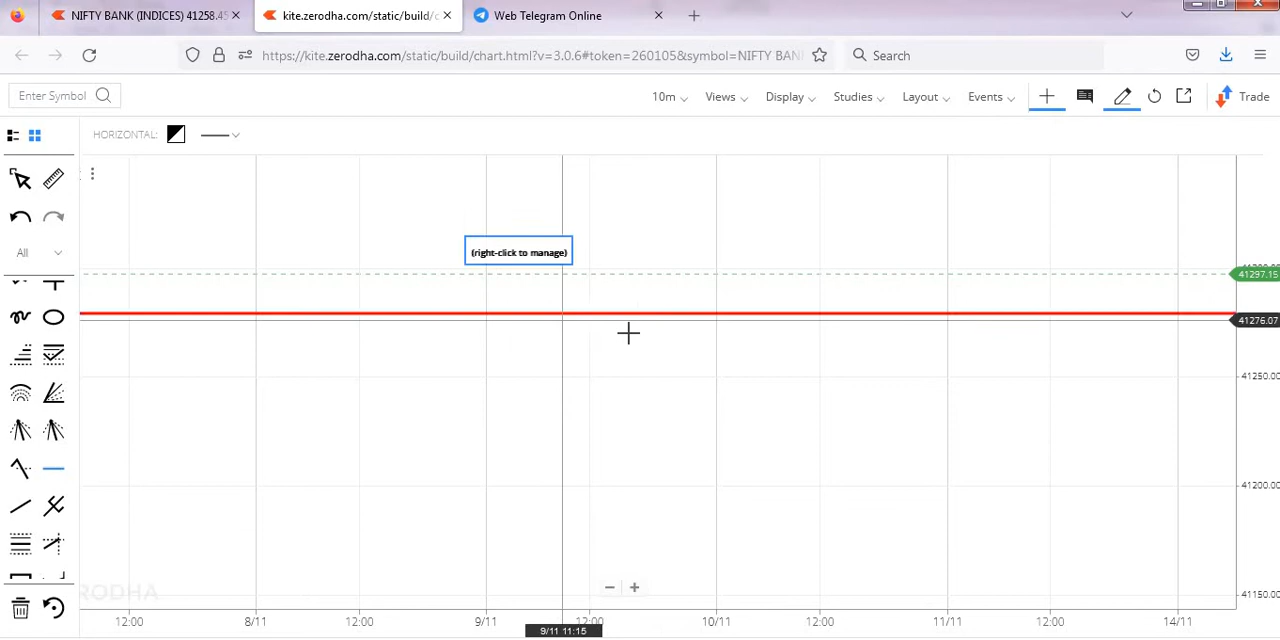 NIFTY BANK (INDICES) 41258.45
kite.zerodha.com/static/build/c
Web Telegram Online
https://kite.zerodha.com/static/build/chart.html?v=3.0.6#token=260105&symbol=NIFTY BANK
Search
Enter Symbol
10m
Views
Display
Studies
Layout
Events
Trade
HORIZONTAL:
All
(right-click to manage)
41297.15
41276.07
41250.00
41200.00
41150.00
ZERODHA
12:00
8/11
12:00
9/11
12:00
10/11
12:00
11/11
12:00
14/11
9/11 11:15